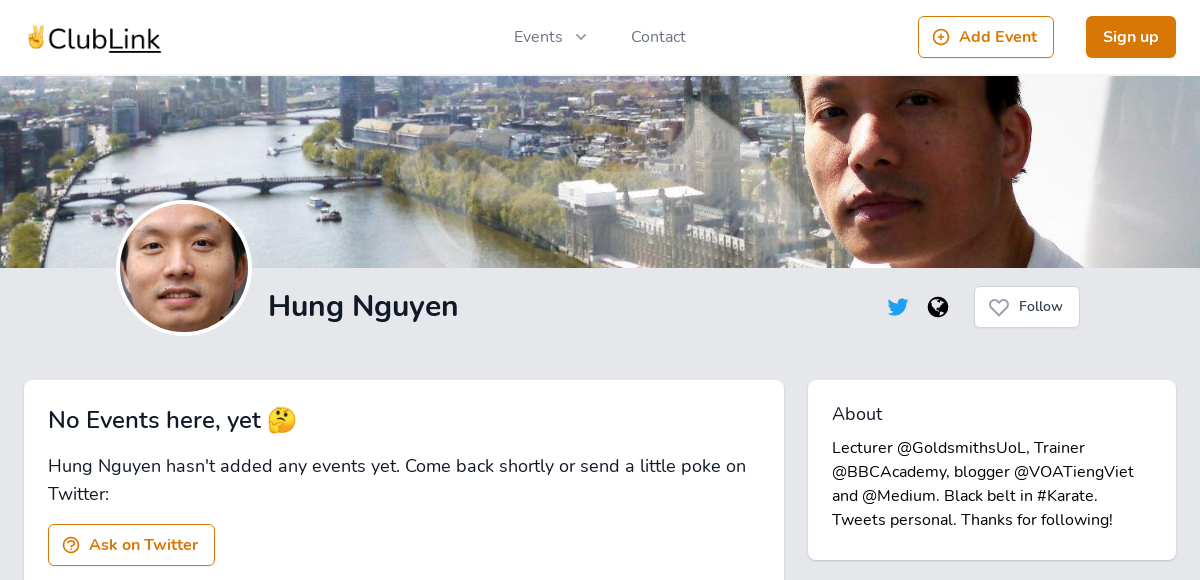 ClubLink
Events
Contact
Add Event
Sign up
Hung Nguyen
Follow
No Events here, yet 🤔
Hung Nguyen hasn't added any events yet. Come back shortly or send a little poke on
Twitter:
Ask on Twitter
About
Lecturer @GoldsmithsUoL, Trainer
@BBCAcademy, blogger @VOATiengViet
and @Medium. Black belt in #Karate.
Tweets personal. Thanks for following!